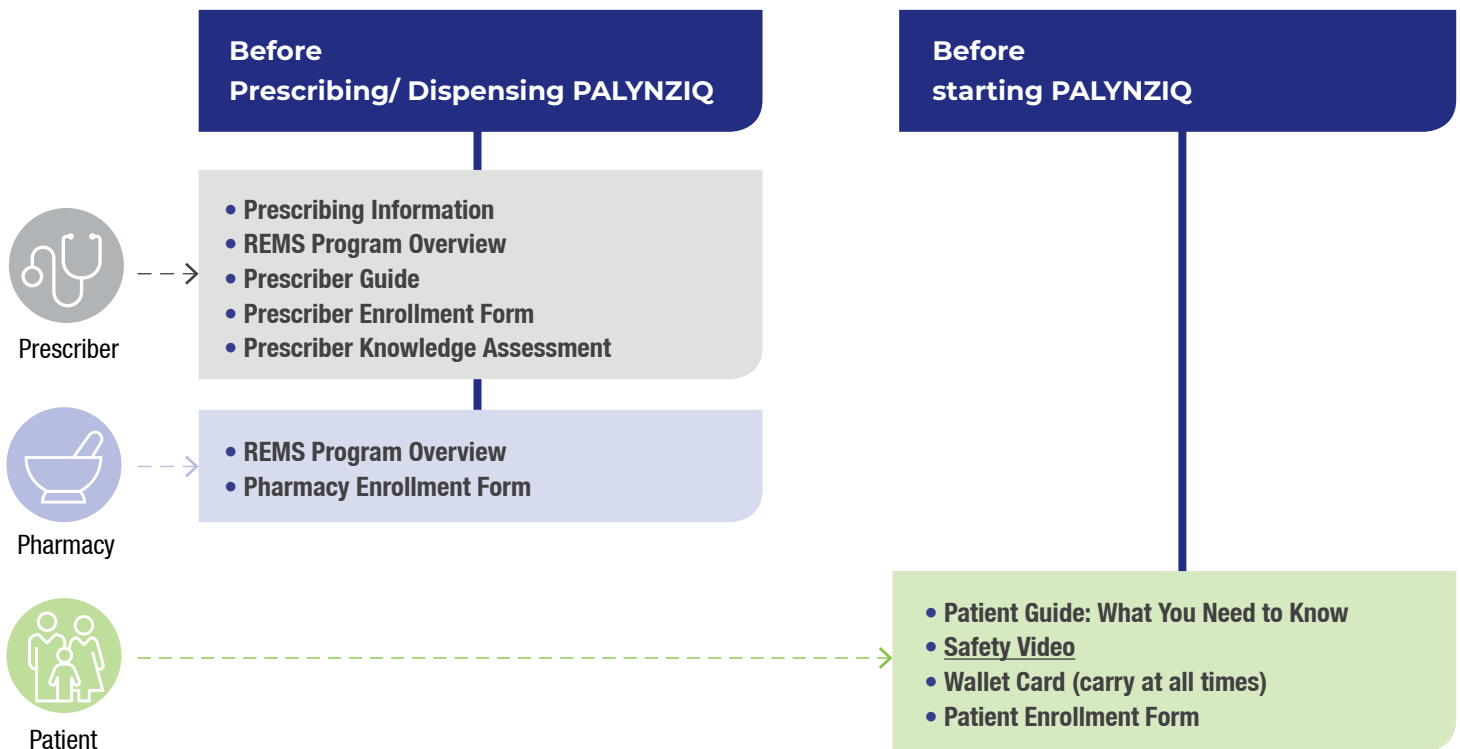 Before
Prescribing/ Dispensing PALYNZIQ
Before
starting PALYNZIQ
Prescriber
• Prescribing Information
• REMS Program Overview
• Prescriber Guide
• Prescriber Enrollment Form
• Prescriber Knowledge Assessment
Pharmacy
• REMS Program Overview
• Pharmacy Enrollment Form
Patient
• Patient Guide: What You Need to Know
• Safety Video
• Wallet Card (carry at all times)
• Patient Enrollment Form